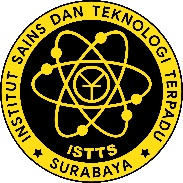 INSTITUT SAINS DAN TEKNOLOGI TERPADU
iSTTS
SURABAYA